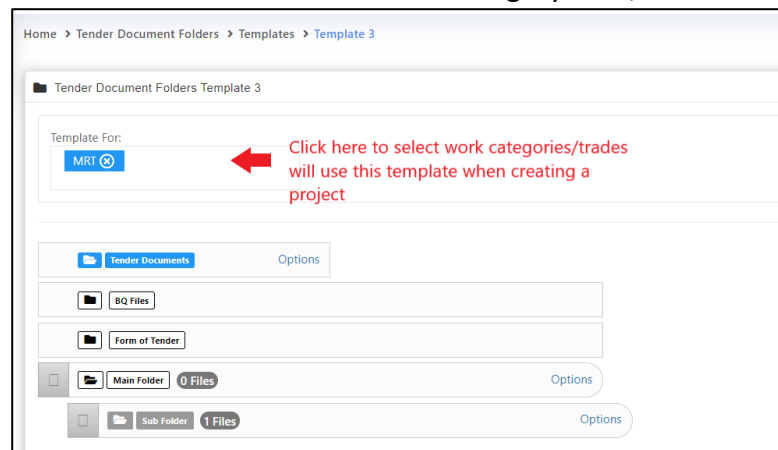 Home > Tender Document Folders > Templates > Template 3
Tender Document Folders Template 3
Template For:
MRT
Click here to select work categories/trades
will use this template when creating a
project
Tender Documents Options
BQ Files
Form of Tender
Main Folder 0 Files Options
Sub Folder 1 Files Options